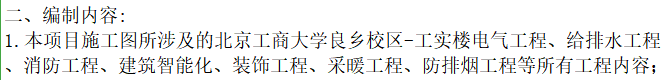 二、编制内容:
1.本项目施工图所涉及的北京工商大学良乡校区-工实楼电气工程、给排水工程
、消防工程、建筑智能化、装饰工程、采暖工程、防排烟工程等所有工程内容；